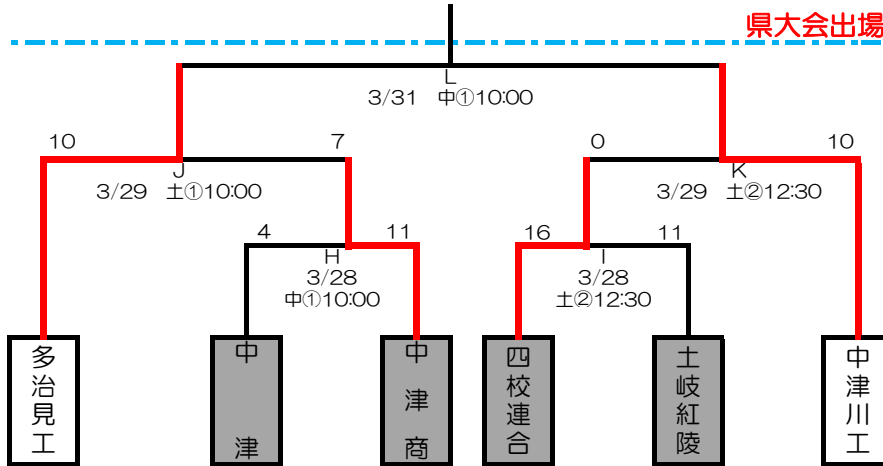 県大会出場
L
3/31 中①10:00
10
7
0
10
J
K
3/29 土①10:00
3/29 土②12:30
4
11
16
11
H
I
3/28
3/28
中①10:00
土②12:30
多治見工
中津
中津商
四校連合
土岐紅陵
中津川工